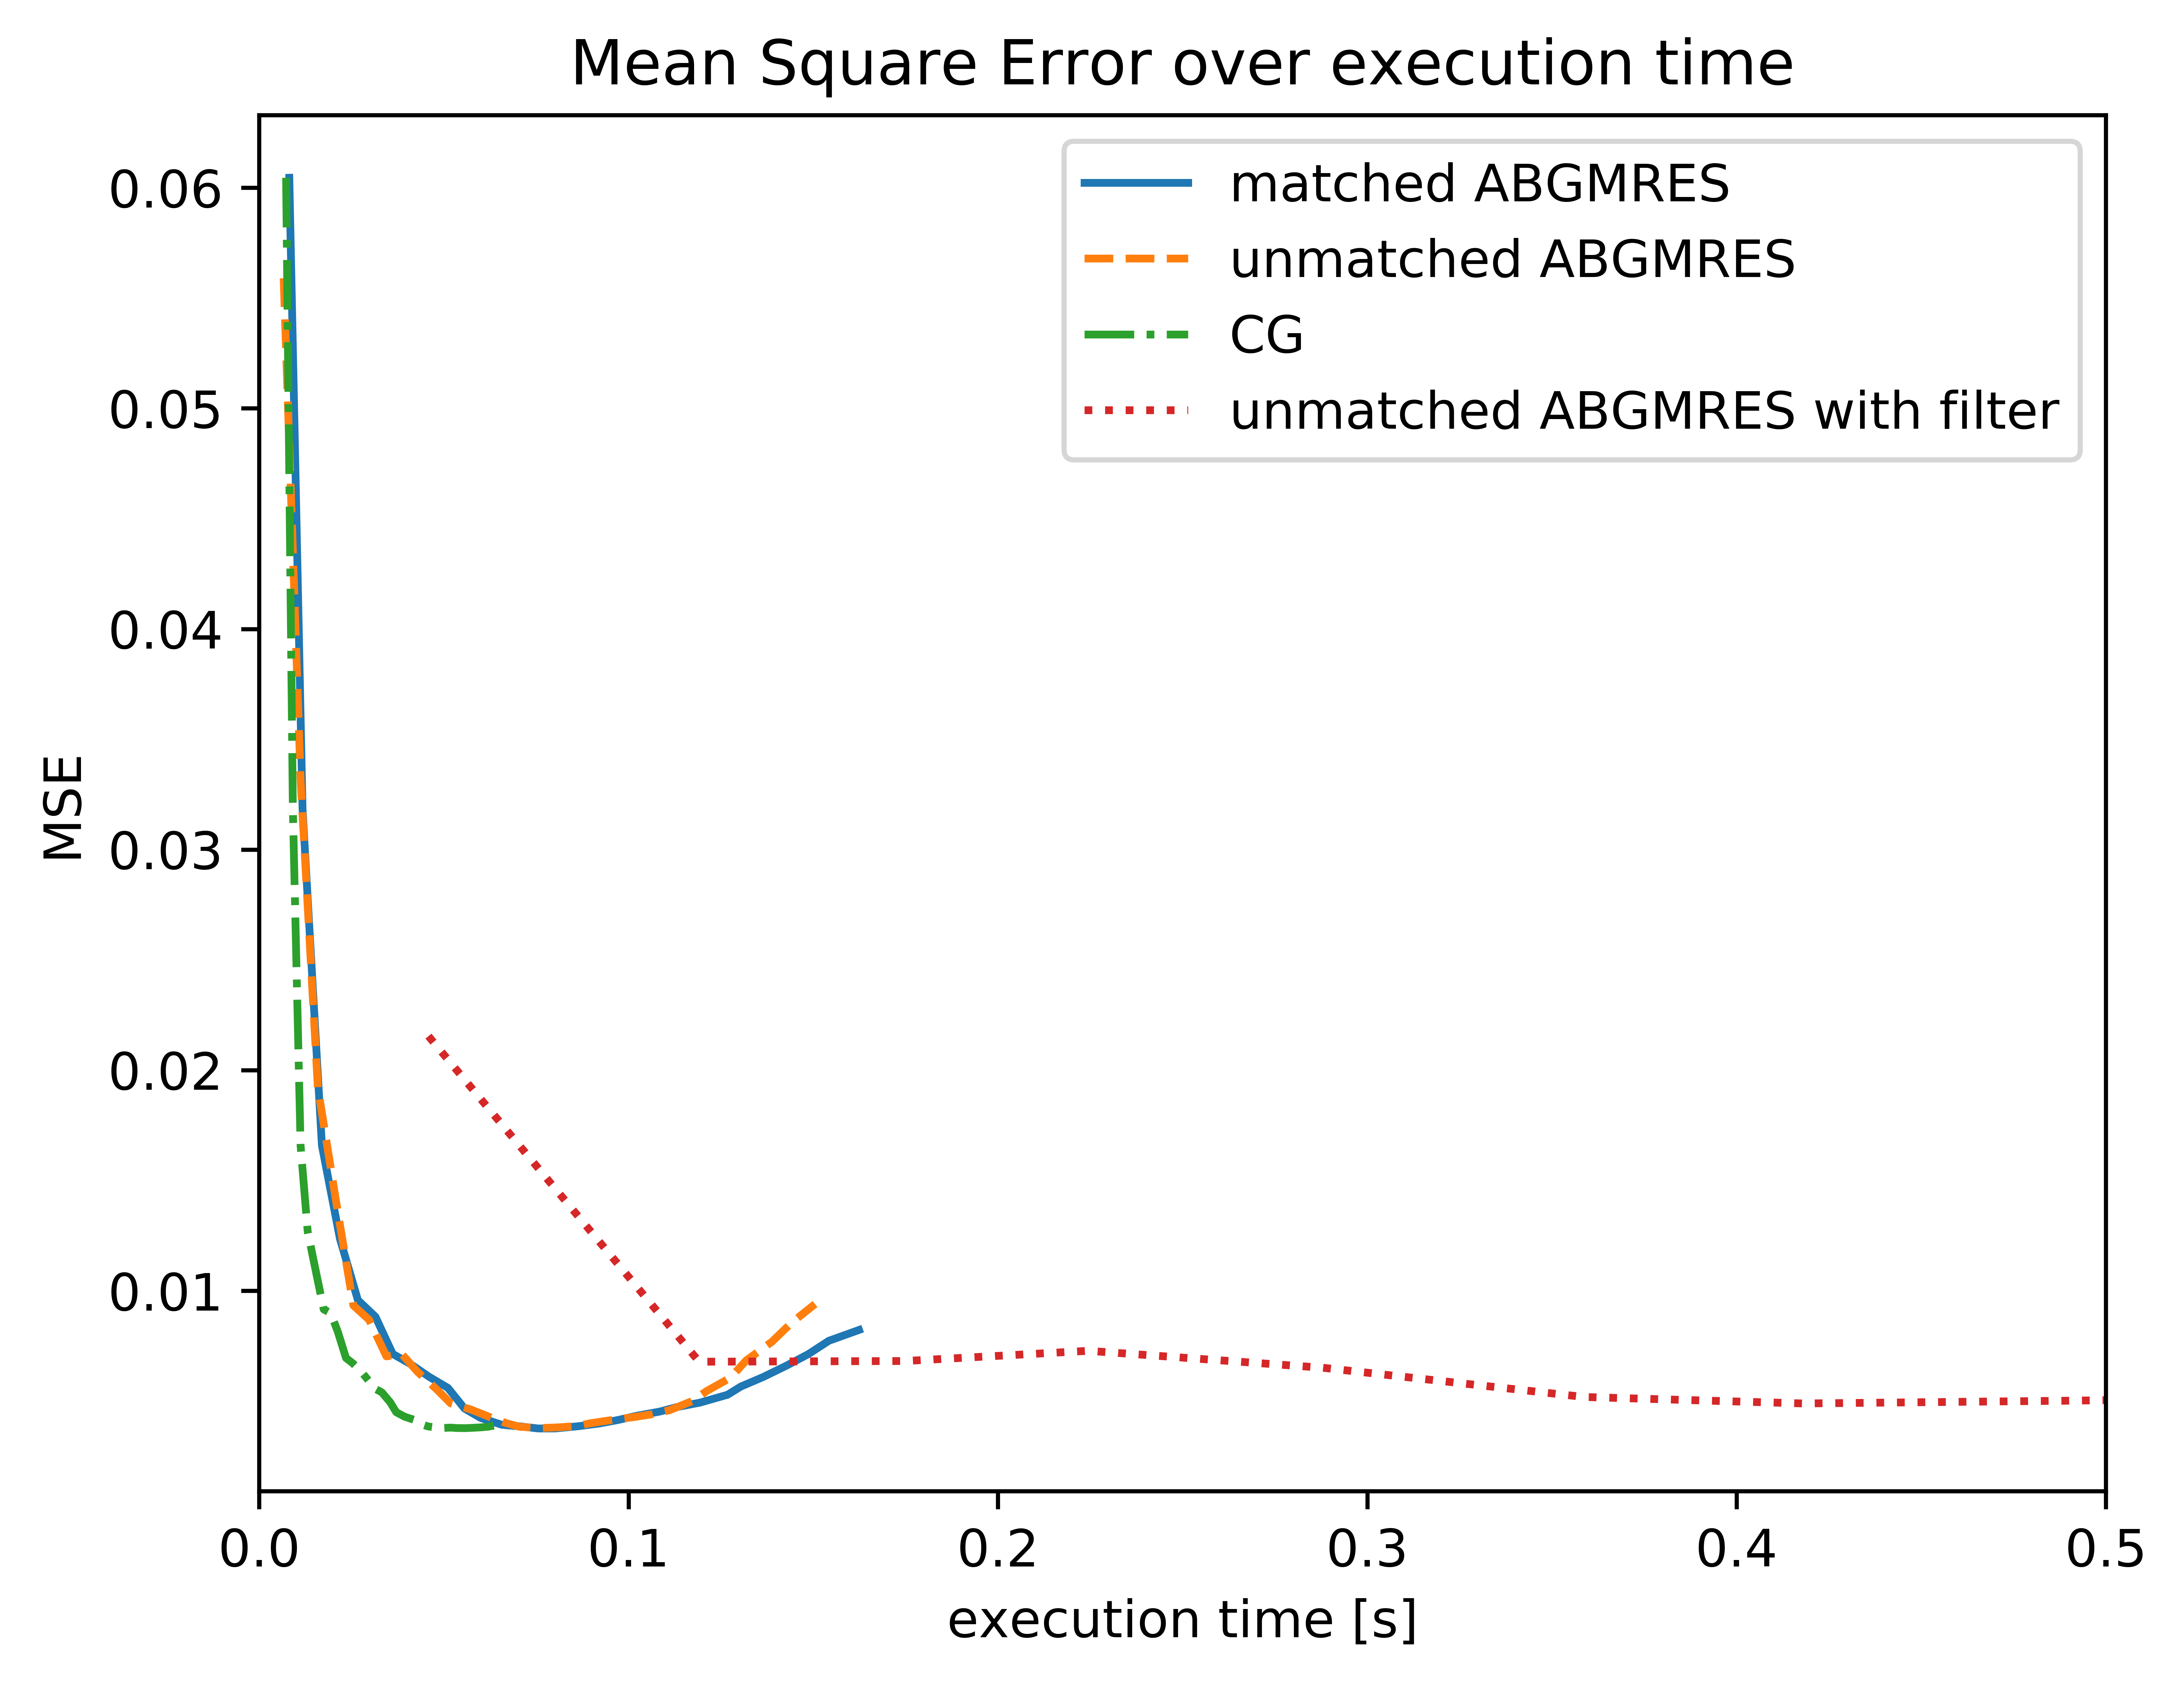 Mean Square Error over execution time
matched ABGMRES
unmatched ABGMRES
CG
unmatched ABGMRES with filter
0.06
0.05
0.04
0.03
0.02
0.01
MSE
0.0 0.1 0.2 0.3 0.4 0.5
execution time [s]